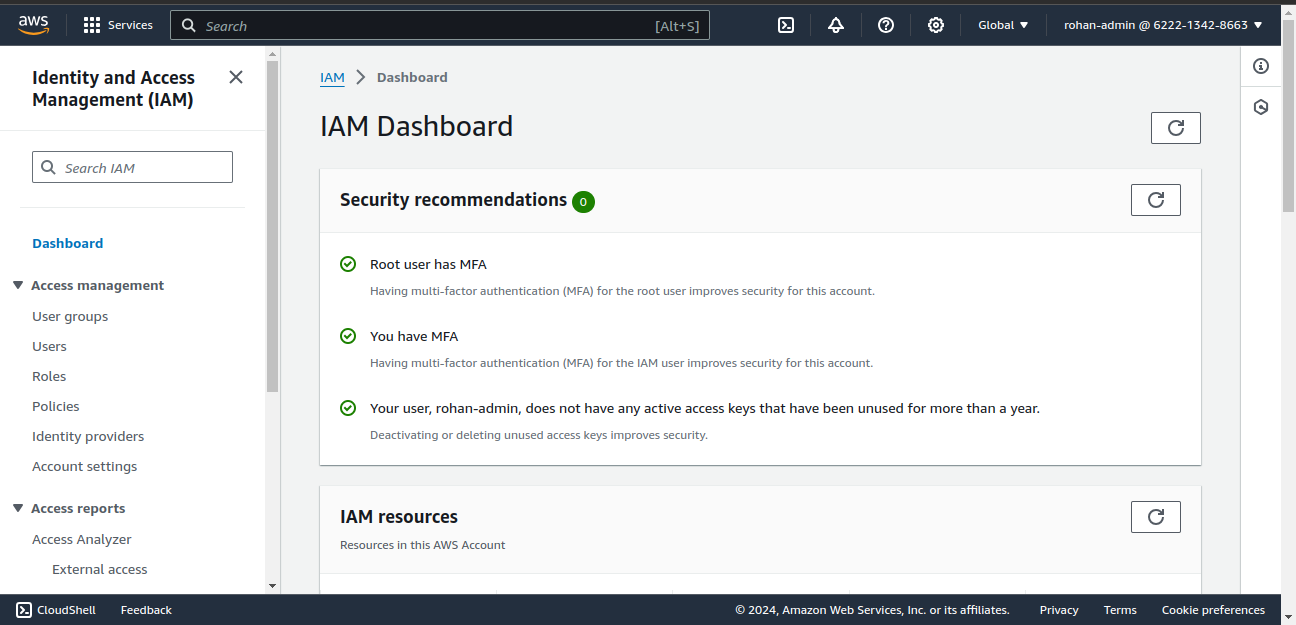 aws
Services
Search
[Alt+S]
Global
rohan-admin @ 6222-1342-8663
Identity and Access
Management (IAM)
Search IAM
Dashboard
Access management
User groups
Users
Roles
Policies
Identity providers
Account settings
Access reports
Access Analyzer
External access
IAM
Dashboard
IAM Dashboard
Security recommendations 0
Root user has MFA
Having multi-factor authentication (MFA) for the root user improves security for this account.
You have MFA
Having multi-factor authentication (MFA) for the IAM user improves security for this account.
Your user, rohan-admin, does not have any active access keys that have been unused for more than a year.
Deactivating or deleting unused access keys improves security.
IAM resources
Resources in this AWS Account
CloudShell
Feedback
© 2024, Amazon Web Services, Inc. or its affiliates.
Privacy
Terms
Cookie preferences